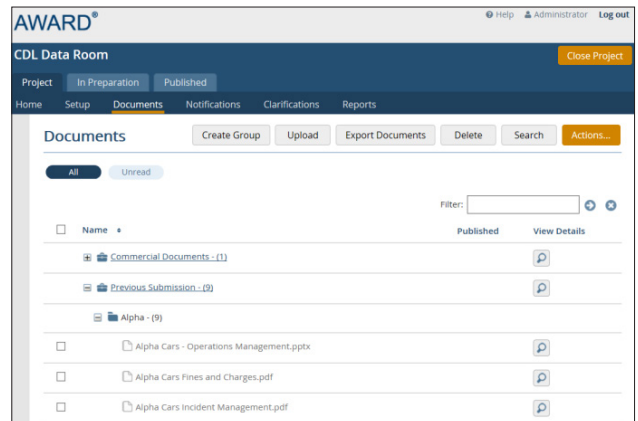 AWARD®
Help Administrator Log out
CDL Data Room
Close Project
Project In Preparation Published
Home Setup Documents Notifications Clarifications Reports
Documents
Create Group Upload Export Documents Delete Search Actions...
All Unread
Filter:
Name Published View Details
Commercial Documents - (1)
Previous Submission - (9)
Alpha - (9)
Alpha Cars - Operations Management.pptx
Alpha Cars Fines and Charges.pdf
Alpha Cars Incident Management.pdf